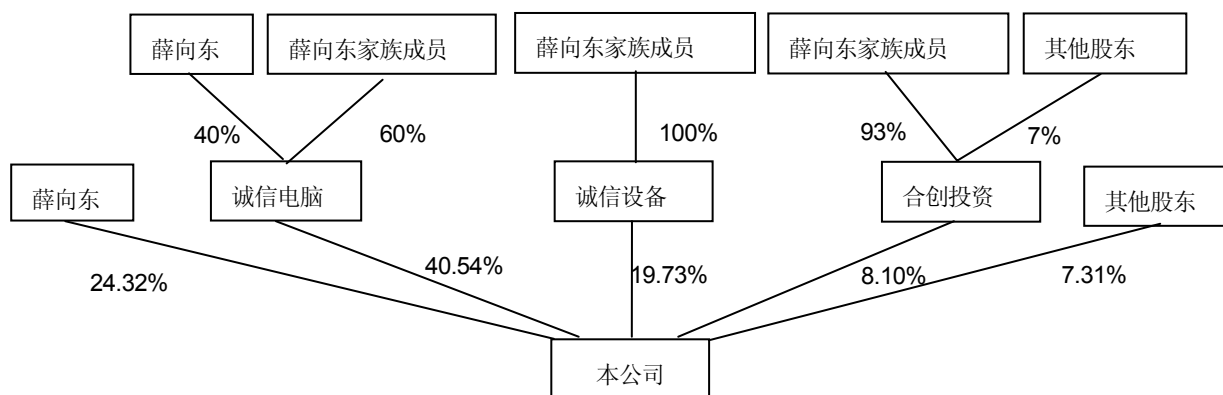 薛向东
薛向东家族成员
薛向东家族成员
薛向东家族成员
其他股东
40%
60%
100%
93%
7%
薛向东
诚信电脑
诚信设备
合创投资
其他股东
24.32%
40.54%
19.73%
8.10%
7.31%
本公司